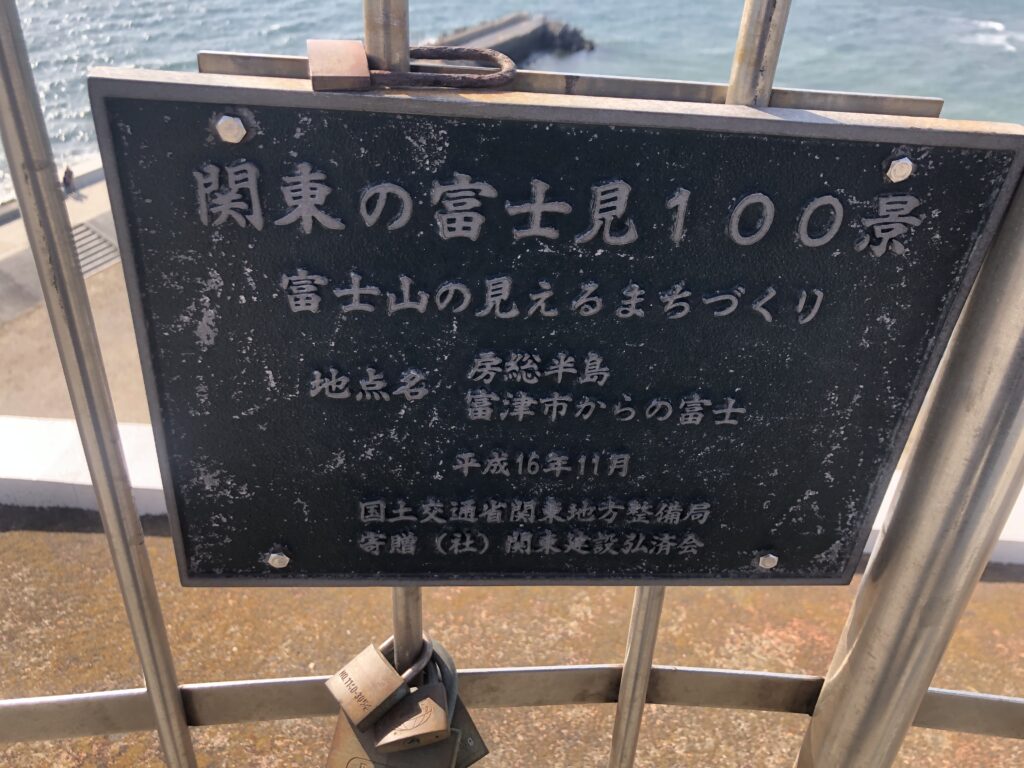 関東の富士見100景
富士山の見えるまちづくり
地点名 房総半島
富津市からの富士
平成16年11月
国土交通省関東地方整備局
寄贈(社)関東建設弘済会